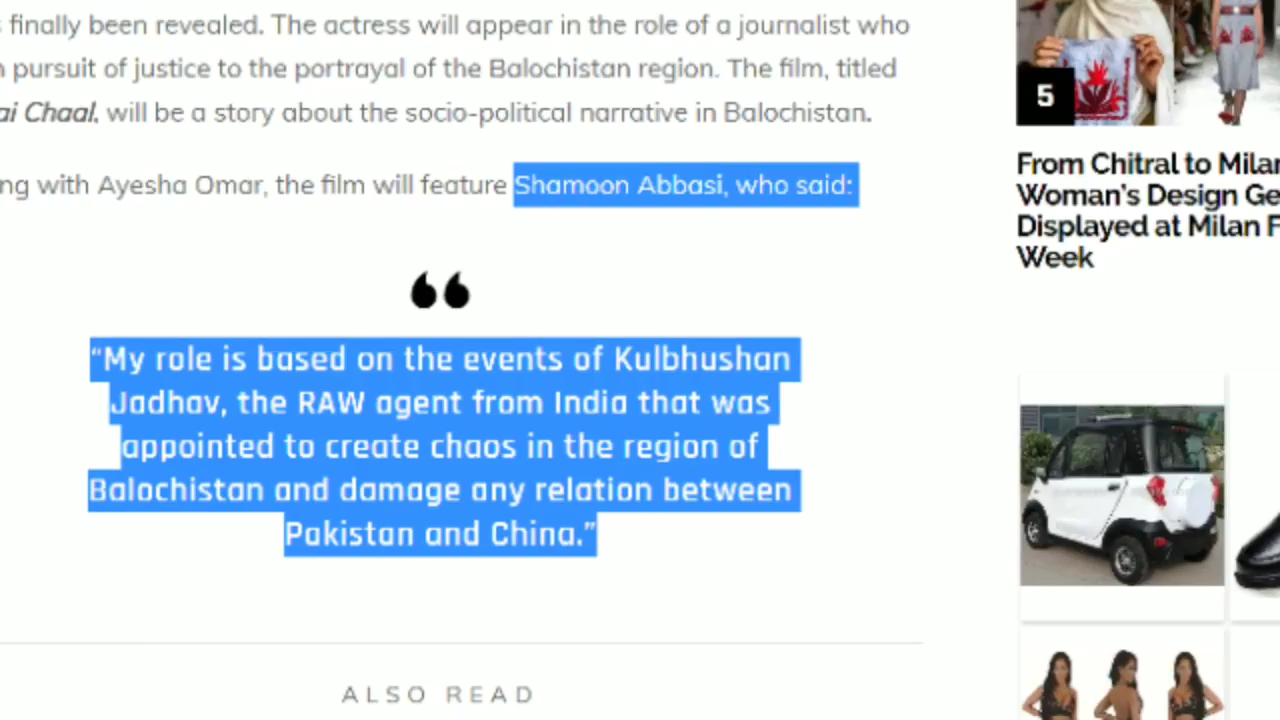 finally been revealed. The actress will appear in the role of a journalist who
pursuit of justice to the portrayal of the Balochistan region. The film, titled
ai Chaal, will be a story about the socio-political narrative in Balochistan.
ng with Ayesha Omar, the film will feature Shamoon Abbasi, who said:
“My role is based on the events of Kulbhushan
Jadhav, the RAW agent from India that was
appointed to create chaos in the region of
Balochistan and damage any relation between
Pakistan and China.”
ALSO READ
5
From Chitral to Milan
Woman's Design Ge
Displayed at Milan F
Week